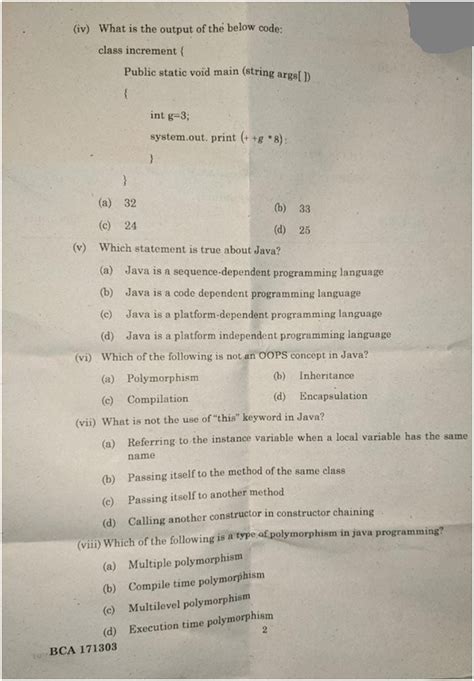 (iv) What is the output of the below code:
class increment {
Public static void main (string args[ ])
{
int g=3;
system.out. print (+ +g * 8) :
}
}
(a) 32
(b) 33
(c) 24
(d) 25
(v) Which statement is true about Java?
(a) Java is a sequence-dependent programming language
(b) Java is a code dependent programming language
(c) Java is a platform-dependent programming language
(d) Java is a platform independent programming language
(vi) Which of the following is not an OOPS concept in Java?
(a) Polymorphism
(b) Inheritance
(c) Compilation
(d) Encapsulation
(vii) What is not the use of "this" keyword in Java?
(a) Referring to the instance variable when a local variable has the same
name
(b) Passing itself to the method of the same class
(c) Passing itself to another method
(d) Calling another constructor in constructor chaining
(viii) Which of the following is a type of polymorphism in java programming?
(a) Multiple polymorphism
(b) Compile time polymorphism
(c) Multilevel polymorphism
(d) Execution time polymorphism
2
BCA 171303